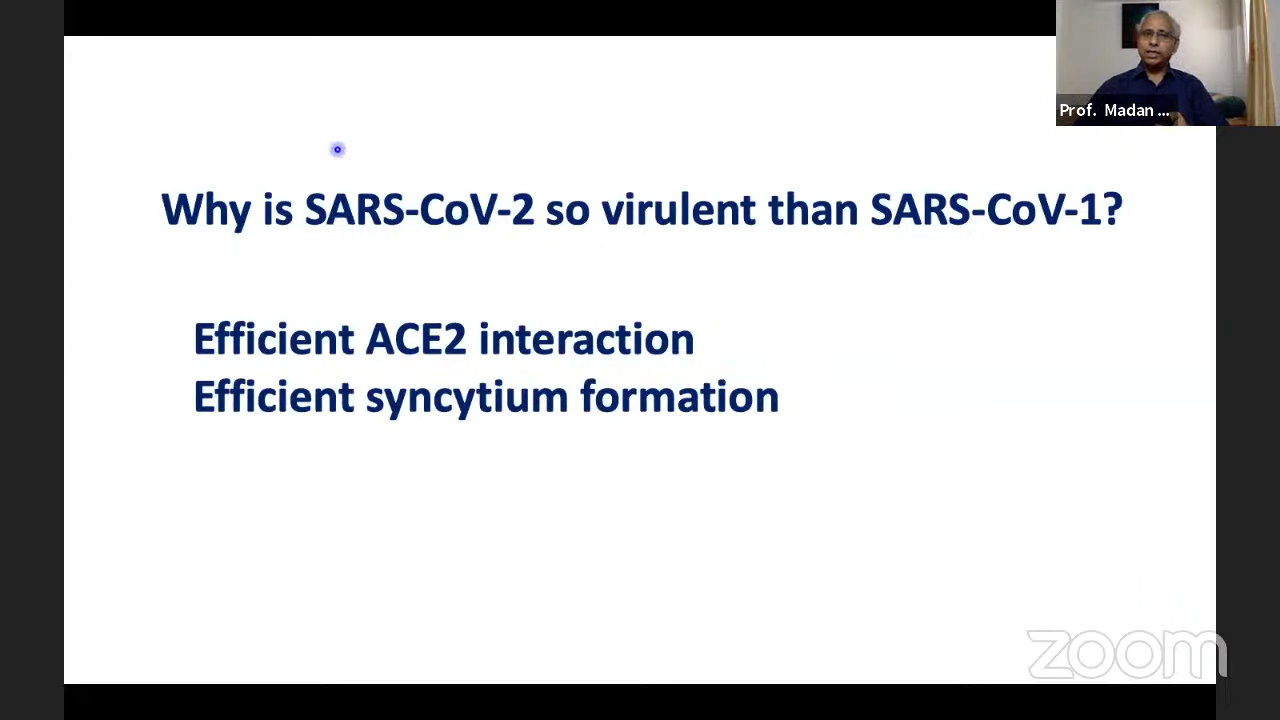 Prof. Madan ...
Why is SARS-CoV-2 so virulent than SARS-CoV-1?
Efficient ACE2 interaction
Efficient syncytium formation
zoom